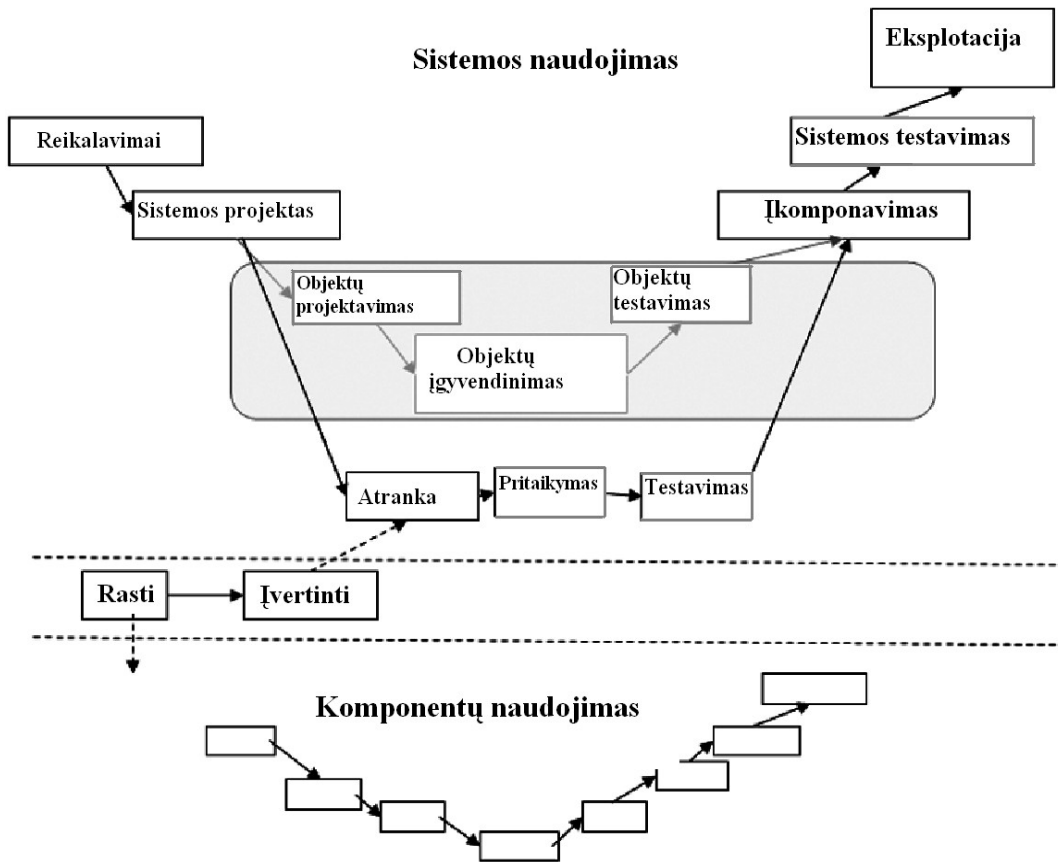 Eksplotacija
Sistemos naudojimas
Reikalavimai
Sistemos testavimas
Sistemos projektas
Įkomponavimas
Objektų
projektavimas
Objektų
testavimas
Objektų
įgyvendinimas
Atranka
Pritaikymas
Testavimas
Rasti
Įvertinti
Komponentų naudojimas